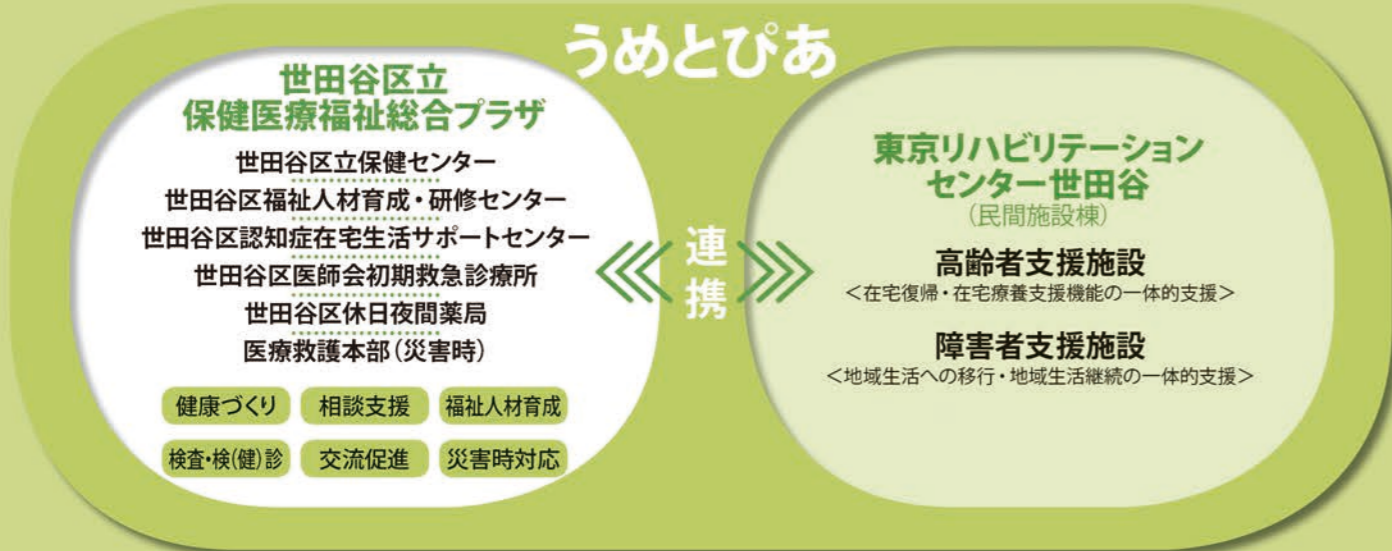 うめとぴあ
世田谷区立
保健医療福祉総合プラザ
世田谷区立保健センター
世田谷区福祉人材育成・研修センター
世田谷区認知症在宅生活サポートセンター
世田谷区医師会初期救急診療所
世田谷区休日夜間薬局
医療救護本部（災害時）
健康づくり
相談支援
福祉人材育成
検査・検(健)診
交流促進
災害時対応
連
携
東京リハビリテーション
センター世田谷
（民間施設棟）
高齢者支援施設
＜在宅復帰・在宅療養支援機能の一体的支援＞
障害者支援施設
＜地域生活への移行・地域生活継続の一体的支援＞